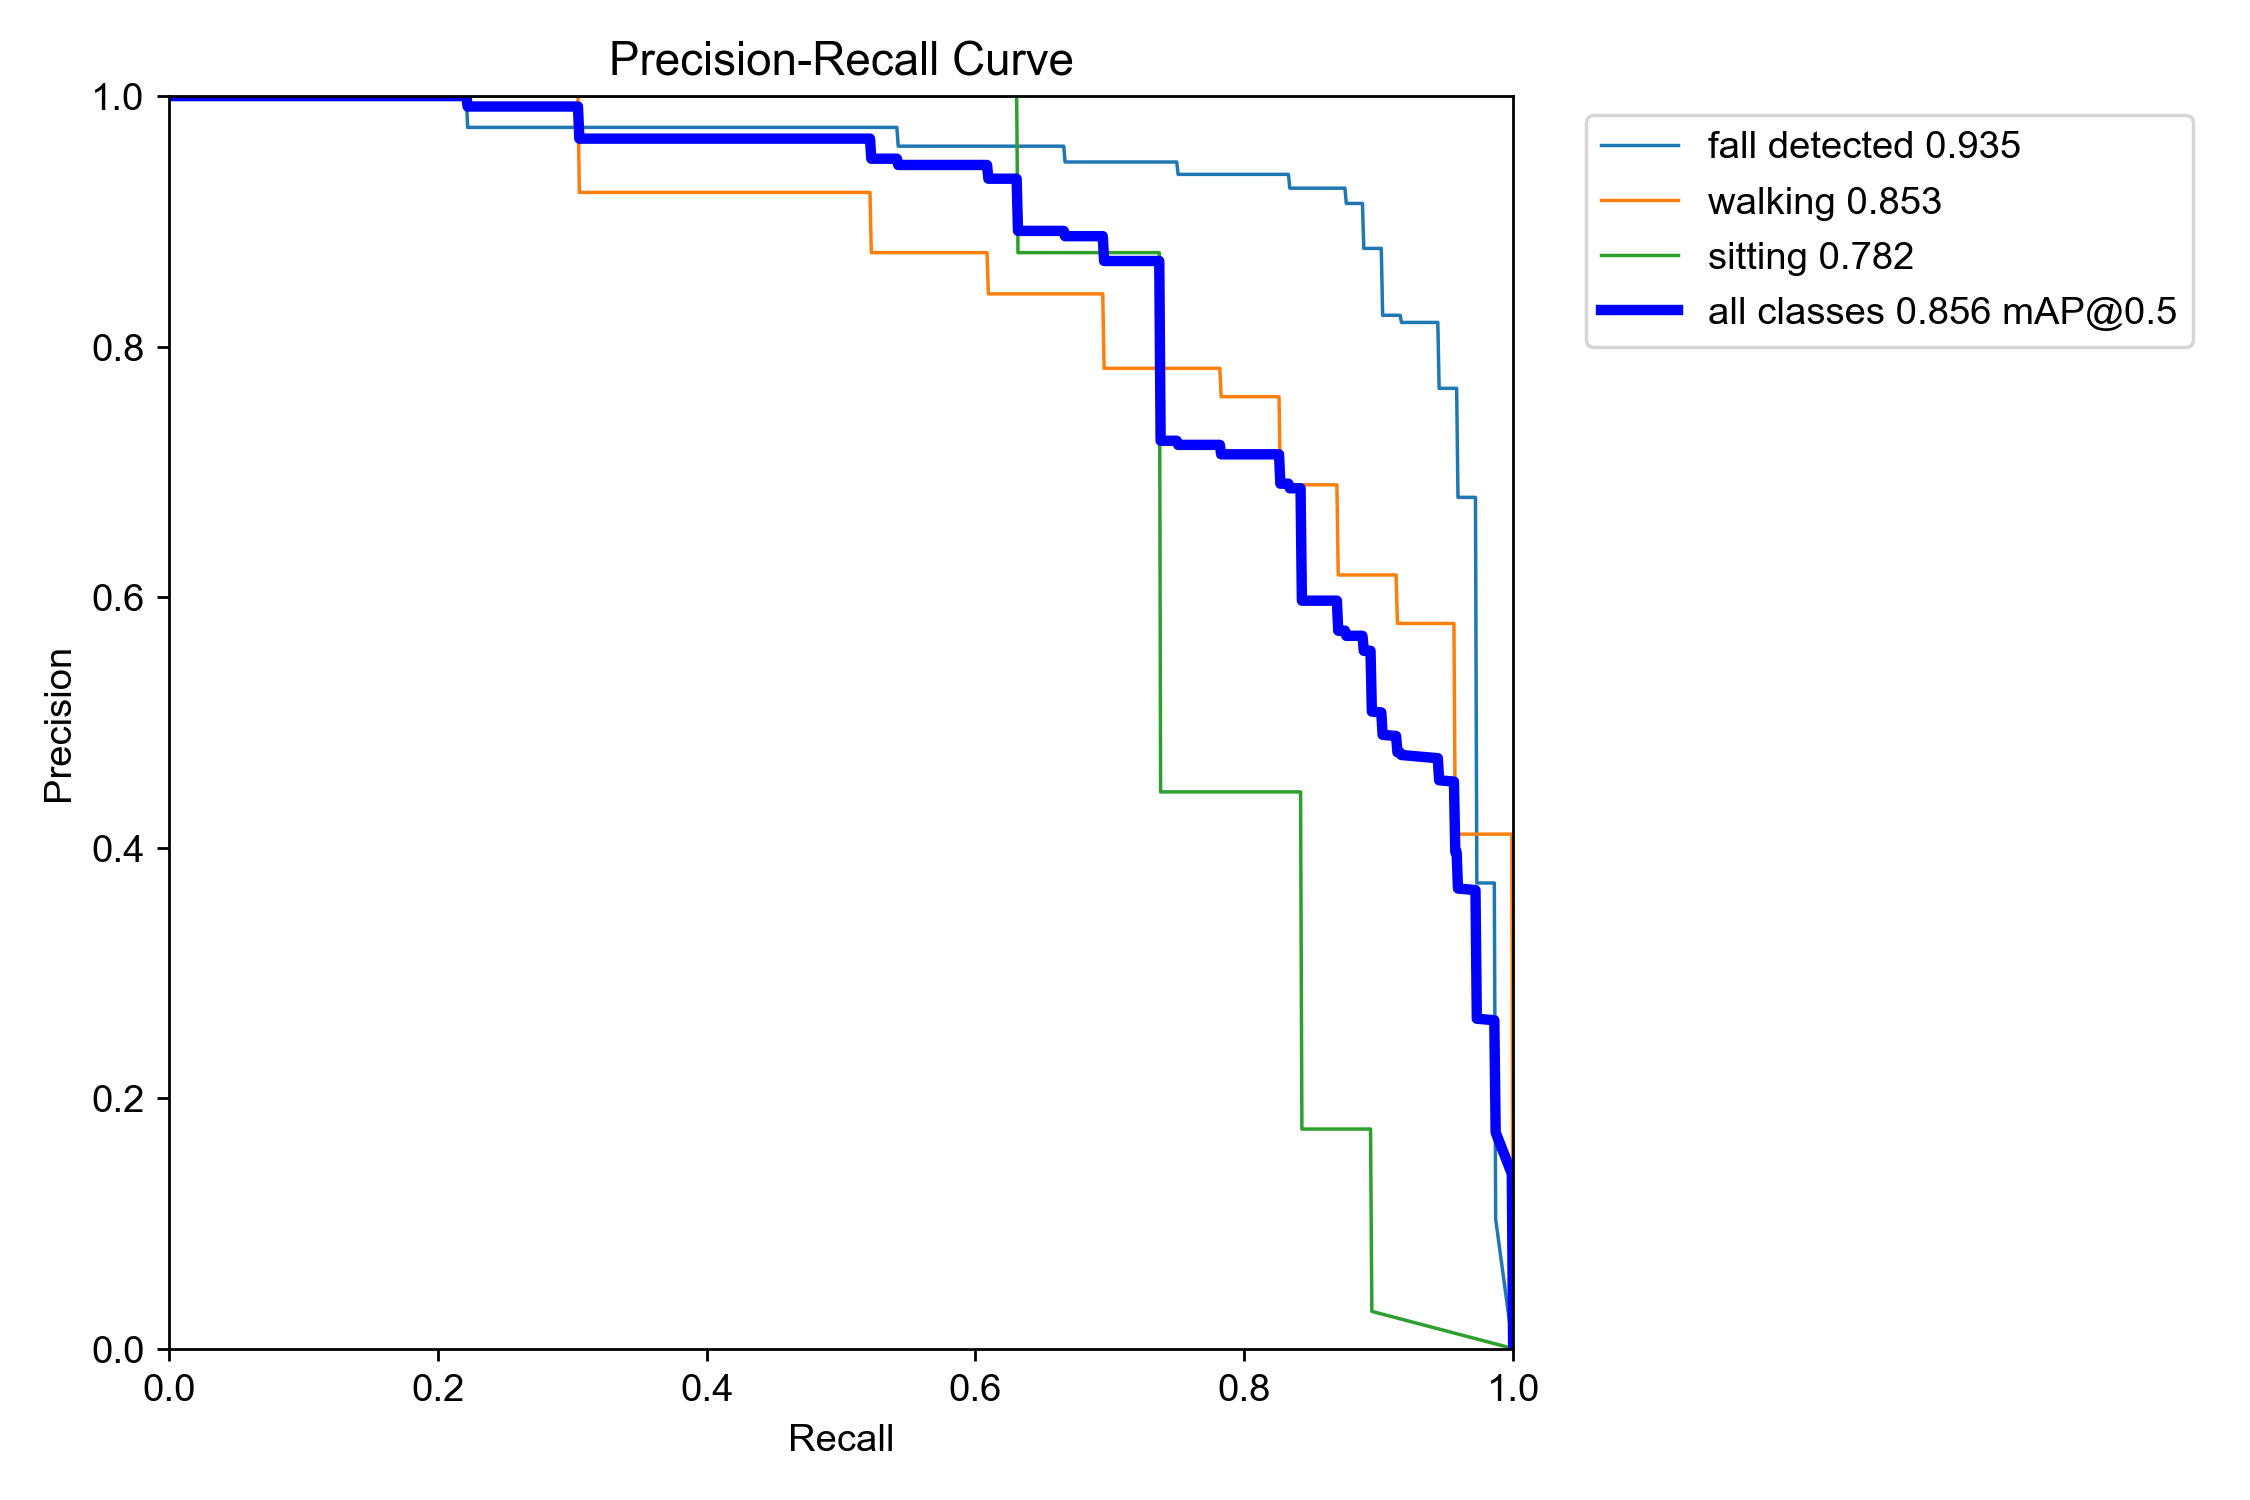 Precision-Recall Curve
1.0
0.8
0.6
0.4
0.2
0.0
Precision
0.0 0.2 0.4 0.6 0.8 1.0
Recall
fall detected 0.935
walking 0.853
sitting 0.782
all classes 0.856 mAP@0.5